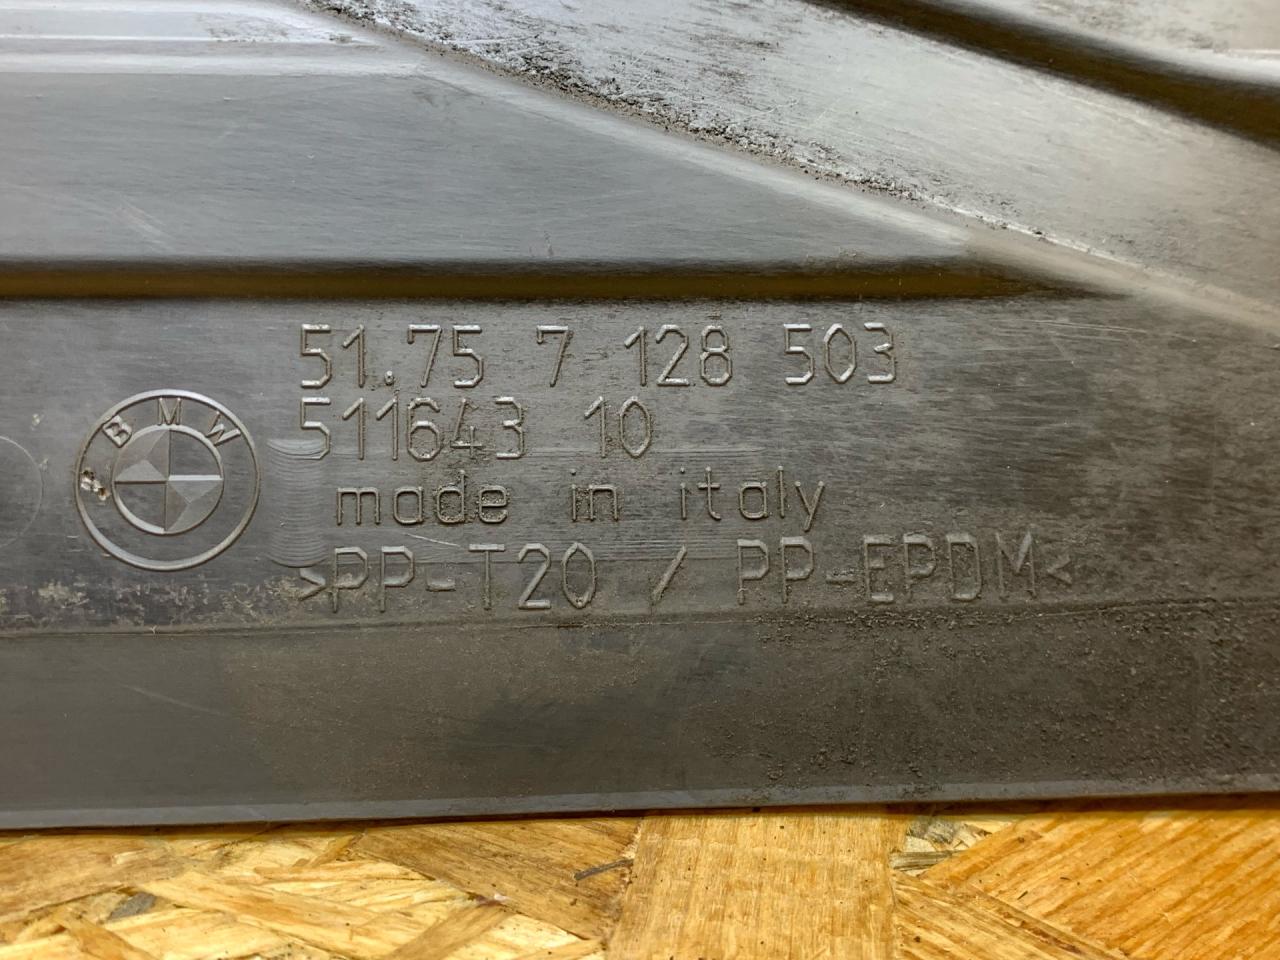 51.75 7 128 503
511643 10
BMW
made in italy
>PP-T20 / PP-EPDM<